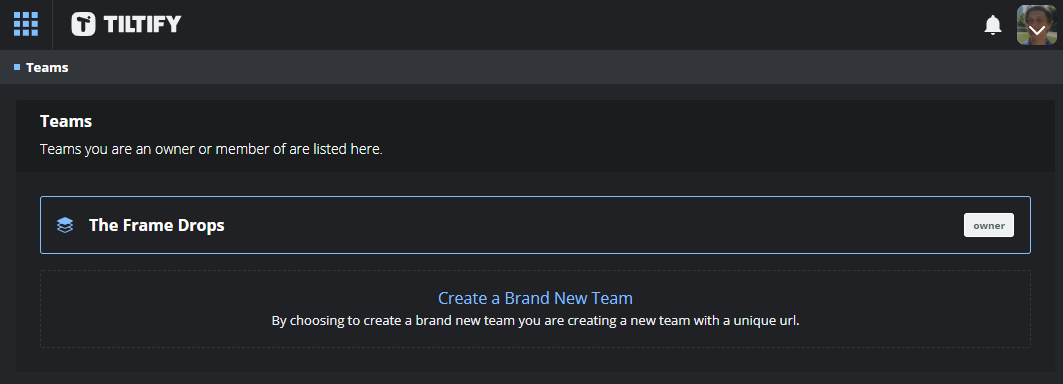 TILTIFY
Teams
Teams
Teams you are an owner or member of are listed here.
The Frame Drops
owner
Create a Brand New Team
By choosing to create a brand new team you are creating a new team with a unique url.